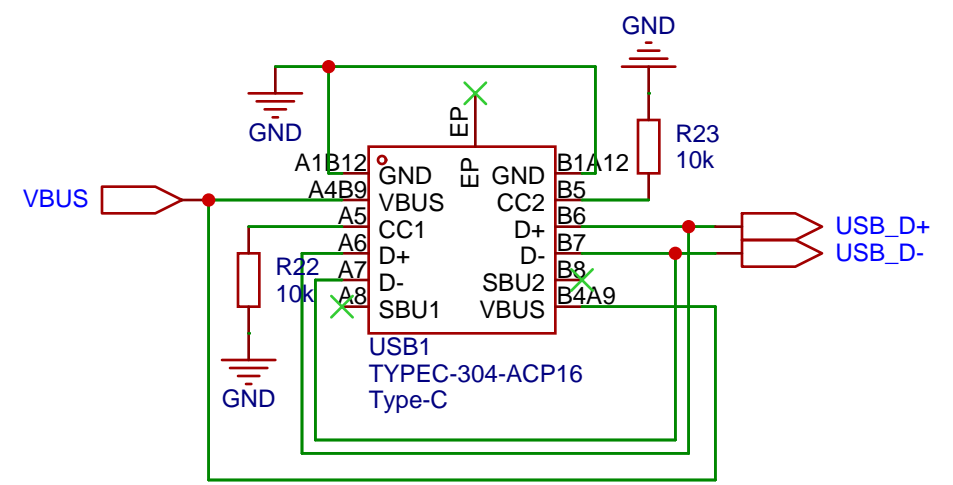 GND
GND
EP
R23
10k
A1B12
GND
EP
GND
B1A12
VBUS
A4B9
VBUS
CC2
B5
A5
CC1
D+
B6
USB_D+
A6
D+
D-
B7
USB_D-
R22
10k
A7
D-
SBU2
B8
A8
SBU1
VBUS
B4A9
USB1
TYPEC-304-ACP16
Type-C
GND